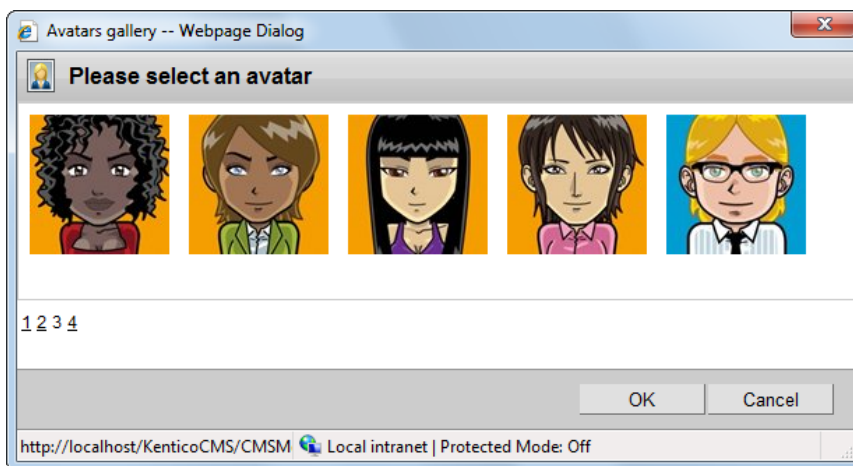 Avatars gallery -- Webpage Dialog
Please select an avatar
1 2 3 4
OK Cancel
http://localhost/KenticoCMS/CMSM Local intranet | Protected Mode: Off